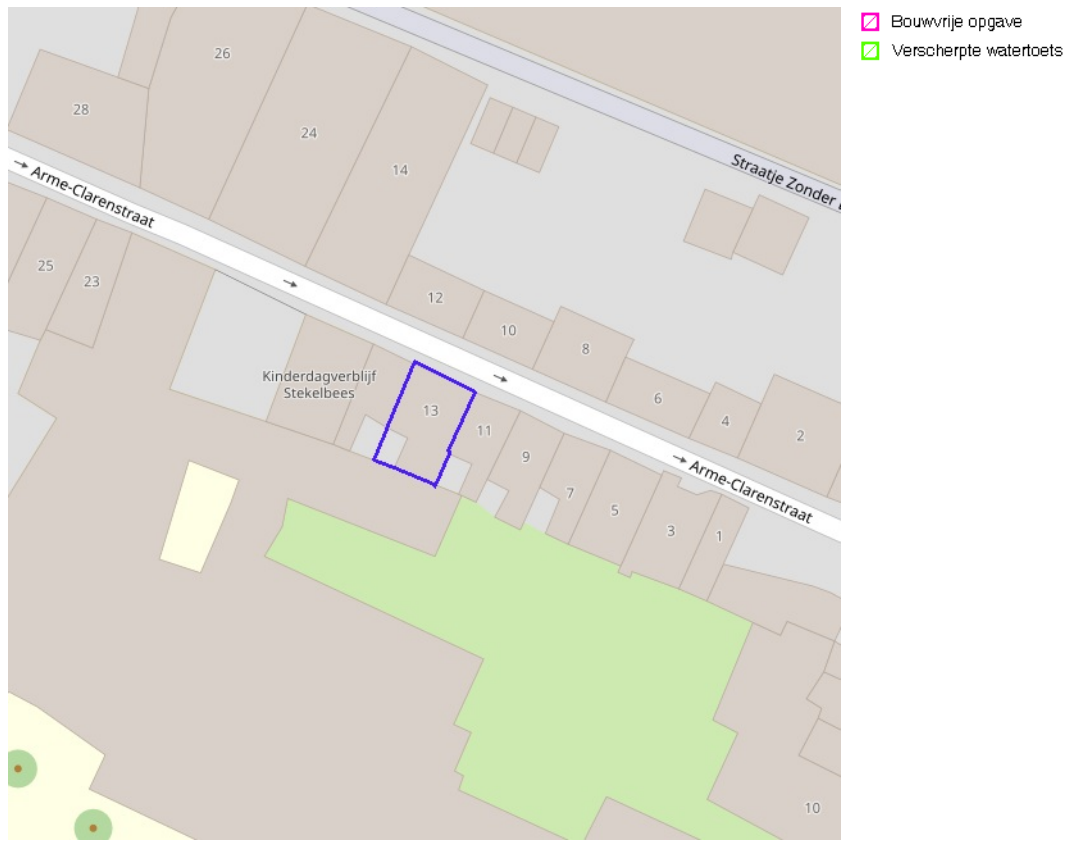 Bouwvrije opgave
Verscherpte watertoets
26
28
24
14
Straatje Zonder
Arme-Clarenstraat
25
23
12
10
8
Kinderdagverblijf
Stekelbees
13
11
6
4
2
9
Arme-Clarenstraat
7
5
3
1
10